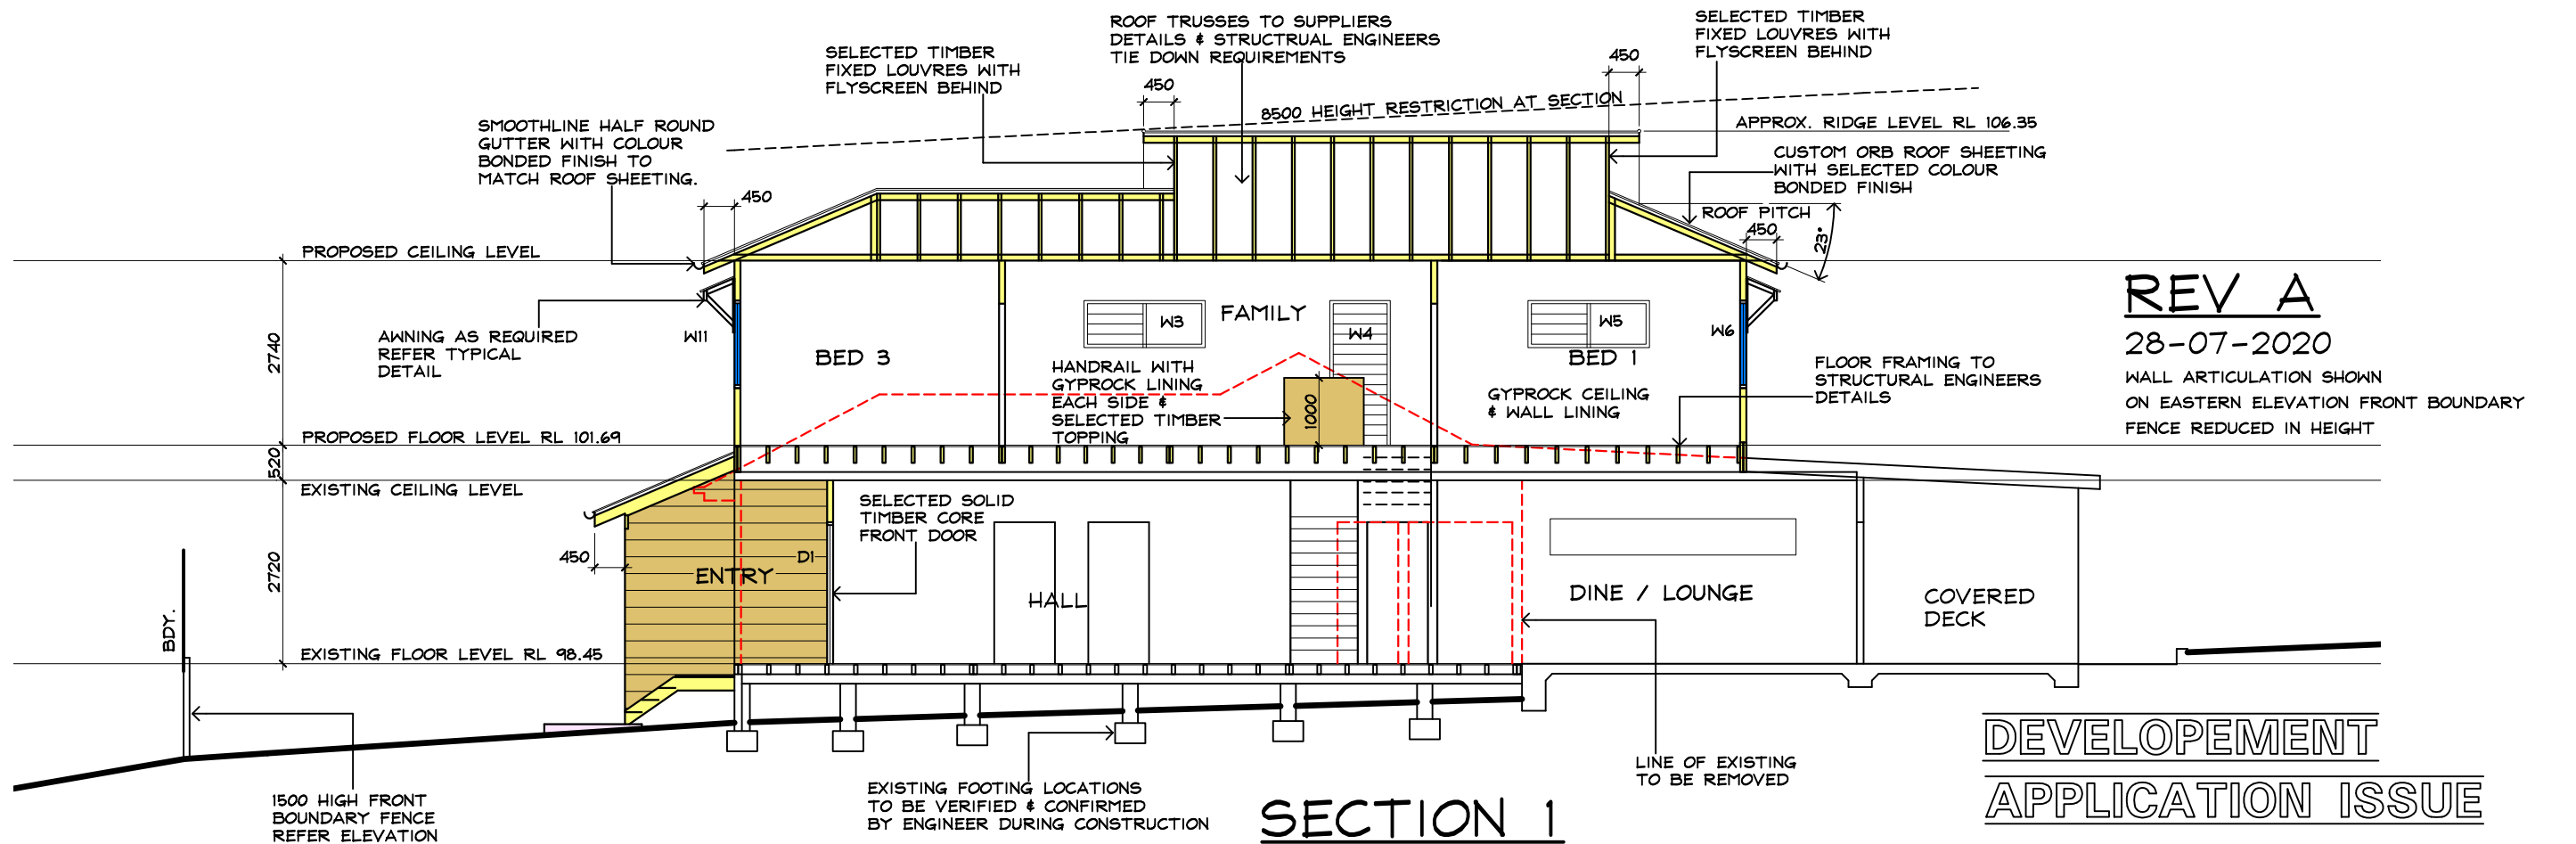 ROOF TRUSSES TO SUPPLIERS
DETAILS & STRUCTRUAL ENGINEERS
TIE DOWN REQUIREMENTS
SELECTED TIMBER
FIXED LOUVRES WITH
FLYSCREEN BEHIND
SELECTED TIMBER
FIXED LOUVRES WITH
FLYSCREEN BEHIND
450
450
8500 HEIGHT RESTRICTION AT SECTION
APPROX. RIDGE LEVEL RL 106.35
SMOOTHLINE HALF ROUND
GUTTER WITH COLOUR
BONDED FINISH TO
MATCH ROOF SHEETING.
CUSTOM ORB ROOF SHEETING
WITH SELECTED COLOUR
BONDED FINISH
450
ROOF PITCH
450
23°
PROPOSED CEILING LEVEL
REV A
28-07-2020
WALL ARTICULATION SHOWN
ON EASTERN ELEVATION FRONT BOUNDARY
FENCE REDUCED IN HEIGHT
AWNING AS REQUIRED
REFER TYPICAL
DETAIL
W11
W3
FAMILY
W4
W5
W6
BED 3
BED 1
2740
HANDRAIL WITH
GYPROCK LINING
EACH SIDE &
SELECTED TIMBER
TOPPING
1000
GYPROCK CEILING
& WALL LINING
FLOOR FRAMING TO
STRUCTURAL ENGINEERS
DETAILS
PROPOSED FLOOR LEVEL RL 101.69
520
EXISTING CEILING LEVEL
SELECTED SOLID
TIMBER CORE
FRONT DOOR
450
D1
ENTRY
2720
HALL
DINE / LOUNGE
COVERED
DECK
BDY.
EXISTING FLOOR LEVEL RL 98.45
1500 HIGH FRONT
BOUNDARY FENCE
REFER ELEVATION
EXISTING FOOTING LOCATIONS
TO BE VERIFIED & CONFIRMED
BY ENGINEER DURING CONSTRUCTION
LINE OF EXISTING
TO BE REMOVED
SECTION 1
DEVELOPEMENT
APPLICATION ISSUE